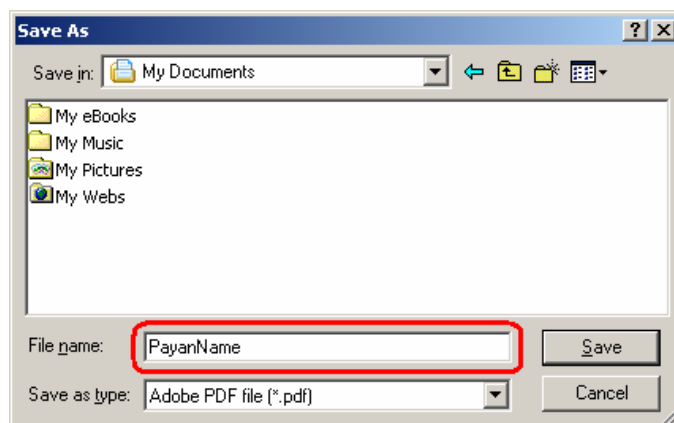 Save As
Save in: My Documents
My eBooks
My Music
My Pictures
My Webs
File name: PayanName Save
Save as type: Adobe PDF file (*.pdf) Cancel